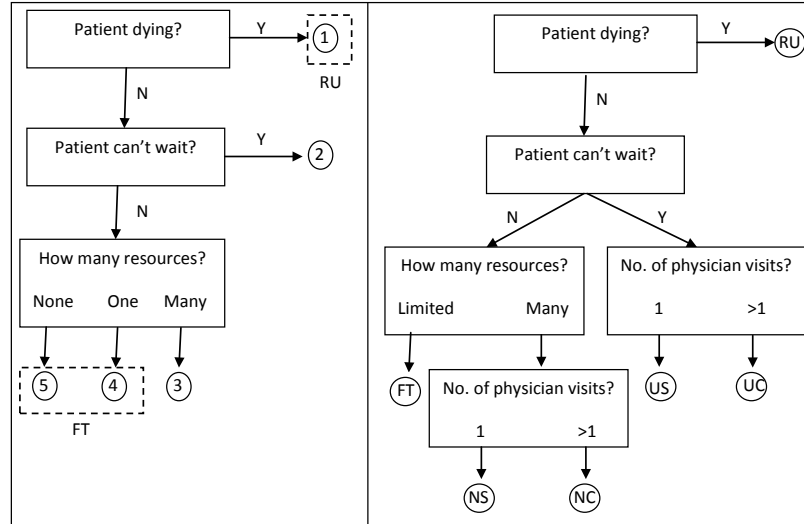 Patient dying?
Y
1
RU
N
Patient can't wait?
Y
2
N
How many resources?
None One Many
5 4 3
FT
Patient dying?
Y
RU
N
Patient can't wait?
N Y
How many resources?
Limited Many
No. of physician visits?
1 >1
FT
US UC
No. of physician visits?
1 >1
NS NC